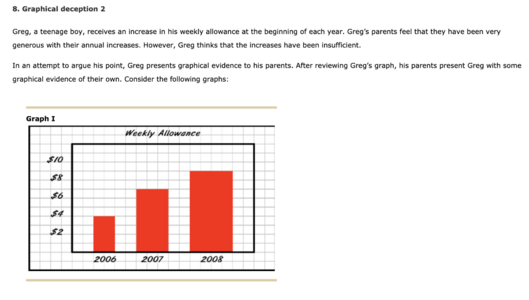 8. Graphical deception 2
Greg, a teenage boy, receives an increase in his weekly allowance at the beginning of each year. Greg's parents feel that they have been very
generous with their annual increases. However, Greg thinks that the increases have been insufficient.
In an attempt to argue his point, Greg presents graphical evidence to his parents. After reviewing Greg's graph, his parents present Greg with some
graphical evidence of their own. Consider the following graphs:
Graph I
Weekly Allowance
$10
$8
$6
$4
$2
2006 2007 2008